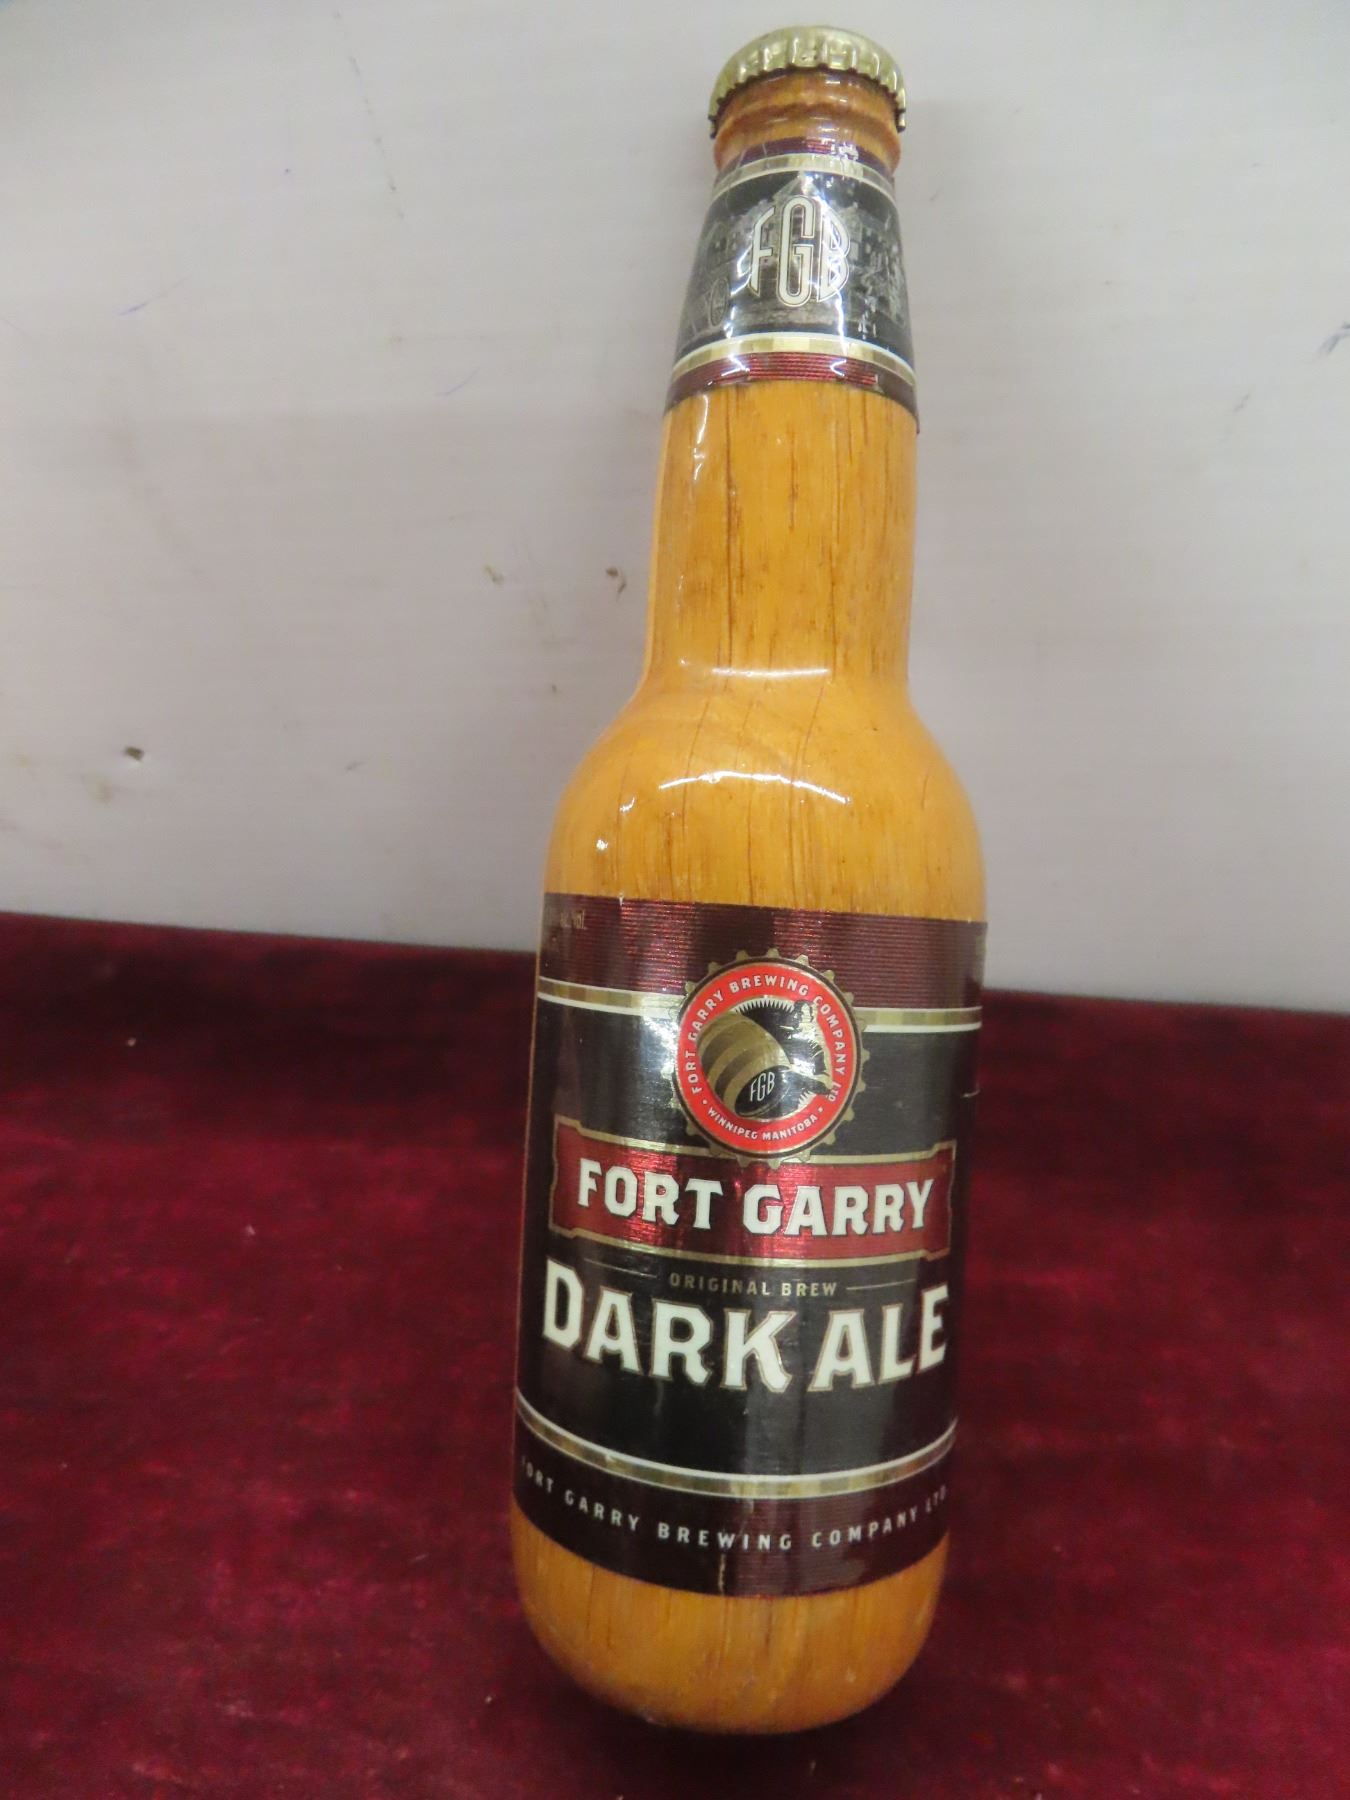 FGB
FORT GARRY BREWING COMPANY LTD
FGB
• WINNIPEG MANITOBA •
FORT GARRY
ORIGINAL BREW
DARK ALE
FORT GARRY BREWING COMPANY LTD.